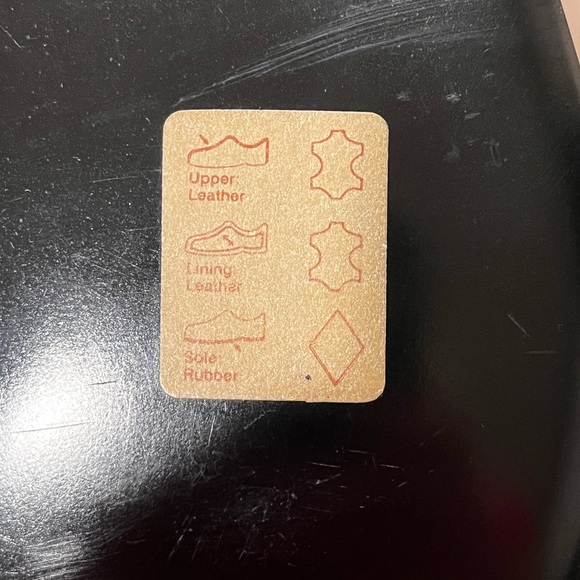 Upper:
Leather
Lining:
Leather
Sole
Rubber